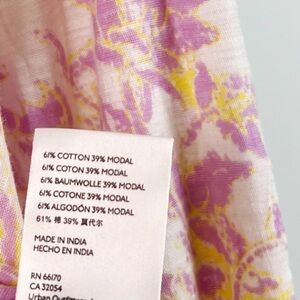 61% COTTON 39% MODAL
61% COTON 39% MODAL
61% BAUMWOLLE 39% MODAL
61% COTONE 39% MODAL
61% ALGODÓN 39% MODAL
61% 棉 39% 莫代尔
MADE IN INDIA
HECHO EN INDIA
RN 66170
CA 32054
Urban